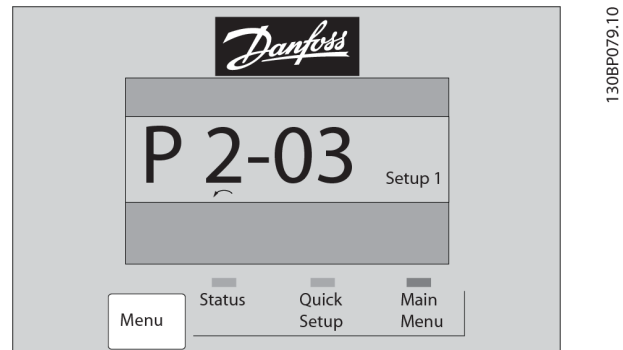 Danfoss
130BP079.10
P 2-03
Setup 1
Menu
Status
Quick
Setup
Main
Menu